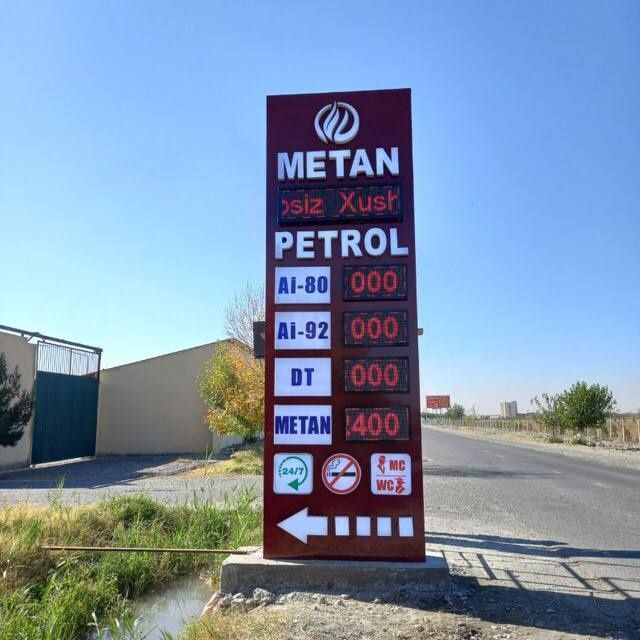 METAN
osiz Xush
PETROL
Ai-80 000
Ai-92 000
DT 000
METAN 400
24/7 MC
WC